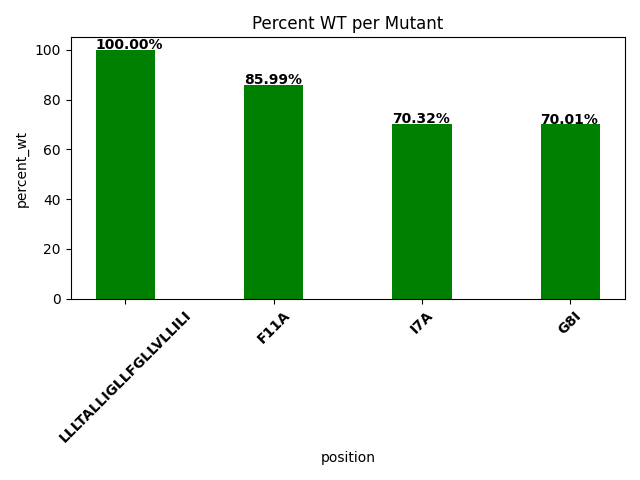 Percent WT per Mutant
percent_wt
100
80
60
40
20
0
100.00%
85.99%
70.32%
70.01%
LLLTALLIGLLFGLLVLLILI
F11A
I7A
G8I
position